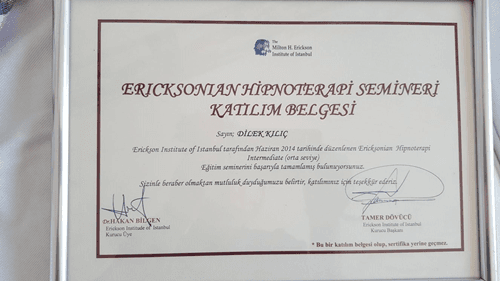 The
Milton H. Erickson
Institute of Istanbul
ERICKSONIAN HİPNOTERAPİ SEMİNERİ
KATILIM BELGESİ
Sayın; DİLEK KILIÇ
Erickson Institute of Istanbul tarafından Haziran 2014 tarihinde düzenlenen Ericksonian Hipnoterapi
Intermediate (orta seviye)
Eğitim seminerini başarıyla tamamlamış bulunuyorsunuz.
Sizinle beraber olmaktan mutluluk duyduğumuzu belirtir, katılımınız için teşekkür ederiz.
Dr.HAKAN BİLGEN
Erickson Institude of Istanbul
Kurucu Üye
TAMER DÖVÜCÜ
Erickson Institute of Istanbul
Kurucu Başkanı
* Bu bir katılım belgesi olup, sertifika yerine geçmez.